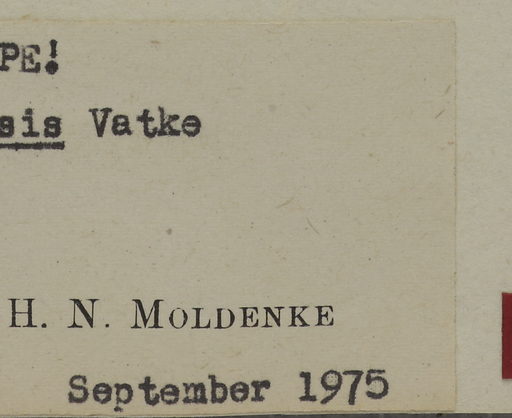 PE!
sis Vatke
H. N. MOLDENKE
September 1975